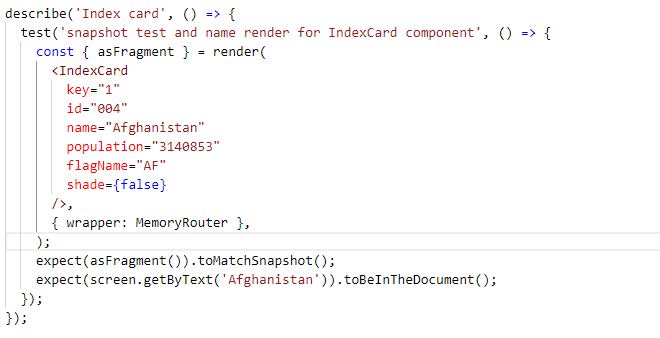 describe('Index card', () => {
  test('snapshot test and name render for IndexCard component', () => {
    const { asFragment } = render(
      <IndexCard
        key="1"
        id="004"
        name="Afghanistan"
        population="3140853"
        flagName="AF"
        shade={false}
      />,
      { wrapper: MemoryRouter },
    );
    expect(asFragment()).toMatchSnapshot();
    expect(screen.getByText('Afghanistan')).toBeInTheDocument();
  });
});